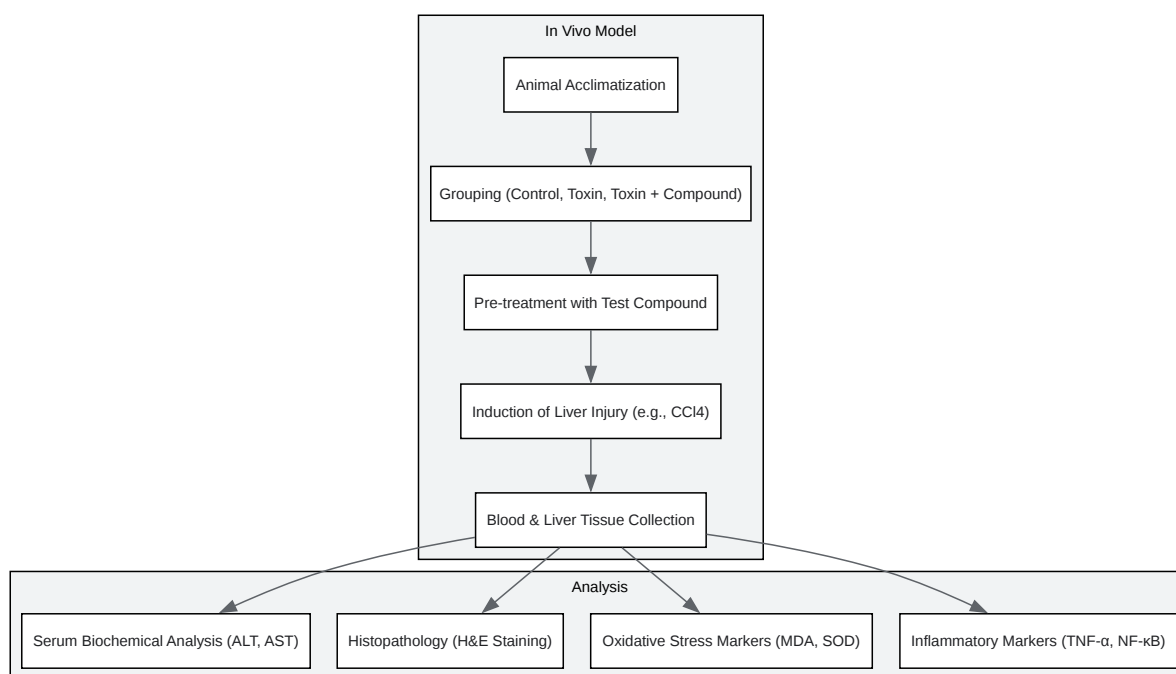 In Vivo Model
Animal Acclimatization
Grouping (Control, Toxin, Toxin + Compound)
Pre-treatment with Test Compound
Induction of Liver Injury (e.g., CCl4)
Blood & Liver Tissue Collection
Analysis
Serum Biochemical Analysis (ALT, AST)
Histopathology (H&E Staining)
Oxidative Stress Markers (MDA, SOD)
Inflammatory Markers (TNF-α, NF-κB)